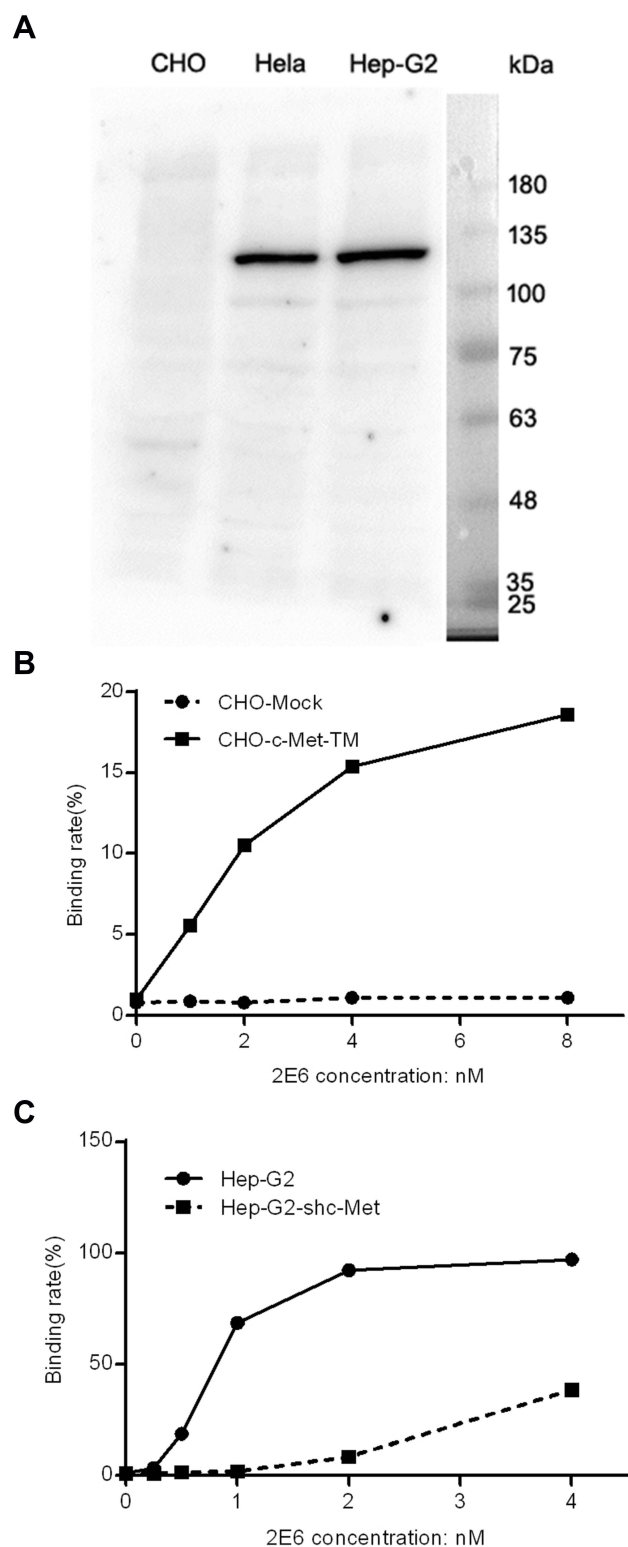 A
CHO Hela Hep-G2 kDa
180
135
100
75
63
48
35
25
B
20
15
10
5
0
CHO-Mock
CHO-c-Met-TM
Binding rate(%)
0 2 4 6 8
2E6 concentration: nM
C
150
100
50
0
Hep-G2
Hep-G2-shc-Met
Binding rate(%)
0 1 2 3 4
2E6 concentration: nM